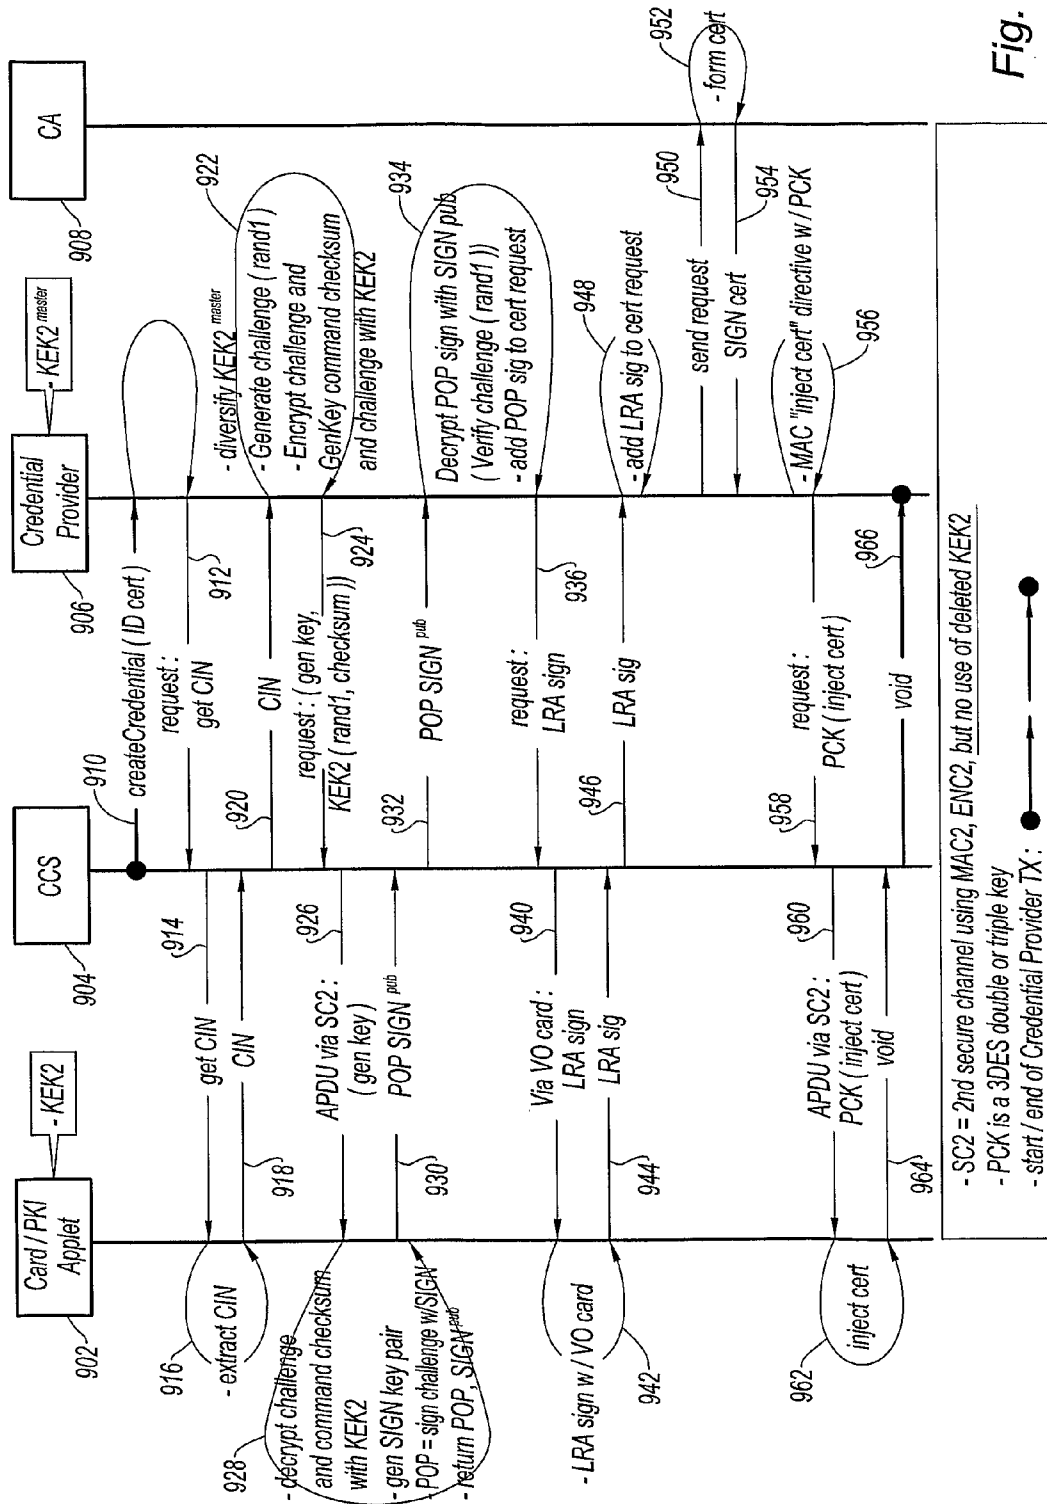 Card / PKI
Applet
- KEK2
902
CCS
904
Credential
Provider
- KEK2 master
906
CA
908
910
createCredential ( ID cert )
request :
get CIN
912
914
get CIN
916
- extract CIN
CIN
918
920
CIN
922
- diversify KEK2 master
- Generate challenge ( rand1 )
- Encrypt challenge and
GenKey command checksum
and challenge with KEK2
924
request : ( gen key,
KEK2 ( rand1, checksum ))
926
APDU via SC2 :
( gen key )
928
- decrypt challenge
and command checksum
with KEK2
- gen SIGN key pair
- POP = sign challenge w/SIGN
- return POP, SIGN pub
POP SIGN pub
930
932
POP SIGN pub
934
Decrypt POP sign with SIGN pub
( Verify challenge ( rand1 ))
- add POP sig to cert request
936
request :
LRA sign
940
Via VO card :
LRA sign
- LRA sign w / VO card
942
LRA sig
944
946
LRA sig
948
- add LRA sig to cert request
send request
950
952
- form cert
SIGN cert
954
- MAC "inject cert" directive w / PCK
956
request :
PCK ( inject cert )
958
960
APDU via SC2 :
PCK ( inject cert )
962
inject cert
void
964
void
966
- SC2 = 2nd secure channel using MAC2, ENC2, but no use of deleted KEK2
- PCK is a 3DES double or triple key
- start / end of Credential Provider TX :
Fig.